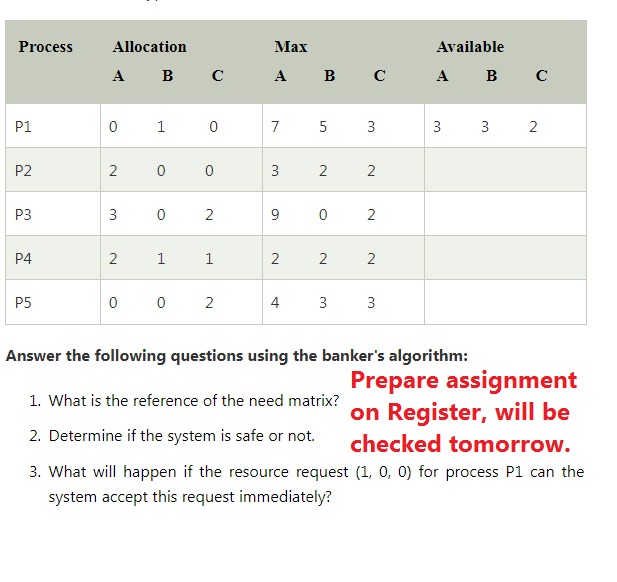 Process Allocation Max Available
A B C A B C A B C
P1 0 1 0 7 5 3 3 3 2
P2 2 0 0 3 2 2
P3 3 0 2 9 0 2
P4 2 1 1 2 2 2
P5 0 0 2 4 3 3
Answer the following questions using the banker's algorithm:
1. What is the reference of the need matrix?
2. Determine if the system is safe or not.
Prepare assignment
on Register, will be
checked tomorrow.
3. What will happen if the resource request (1, 0, 0) for process P1 can the
system accept this request immediately?